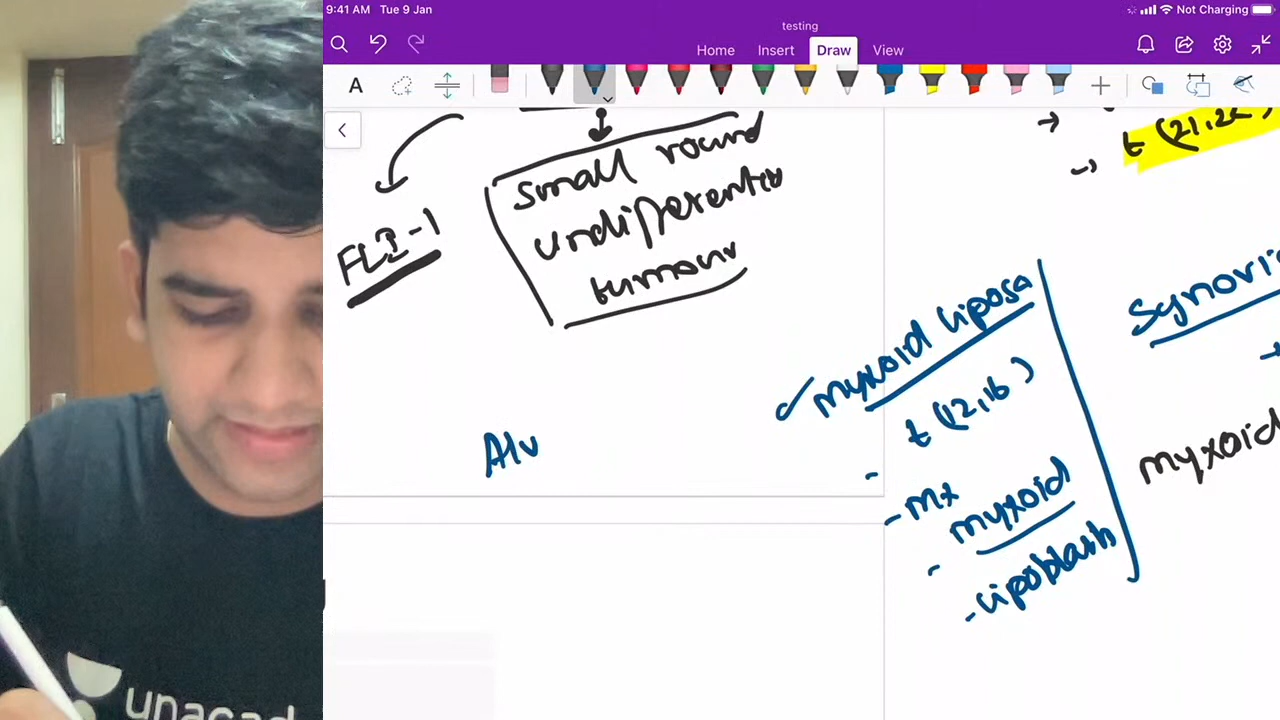 9:41 AM Tue 9 Jan
Not Charging
testing
Home Insert Draw View
A
t (21,22)
small round
undifferentia
tumour
FLI-1
myxoid liposa
t (12,16)
- mx
- myxoid
- lipoblasts
Synovi
myxoid
Alv
unacad